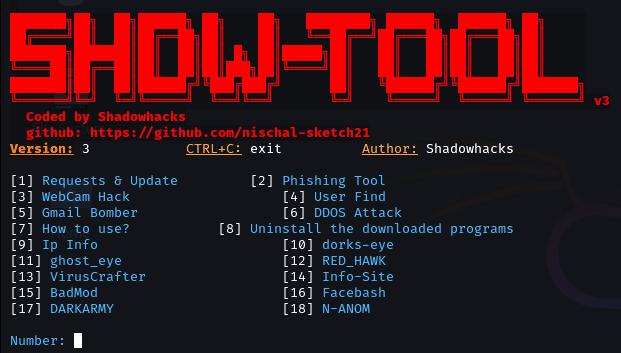 SHDW-TOOL v3
Coded by Shadowhacks
github: https://github.com/nischal-sketch21
Version: 3 CTRL+C: exit Author: Shadowhacks
[1] Requests & Update [2] Phishing Tool
[3] WebCam Hack [4] User Find
[5] Gmail Bomber [6] DDOS Attack
[7] How to use? [8] Uninstall the downloaded programs
[9] Ip Info [10] dorks-eye
[11] ghost_eye [12] RED_HAWK
[13] VirusCrafter [14] Info-Site
[15] BadMod [16] Facebash
[17] DARKARMY [18] N-ANOM
Number: